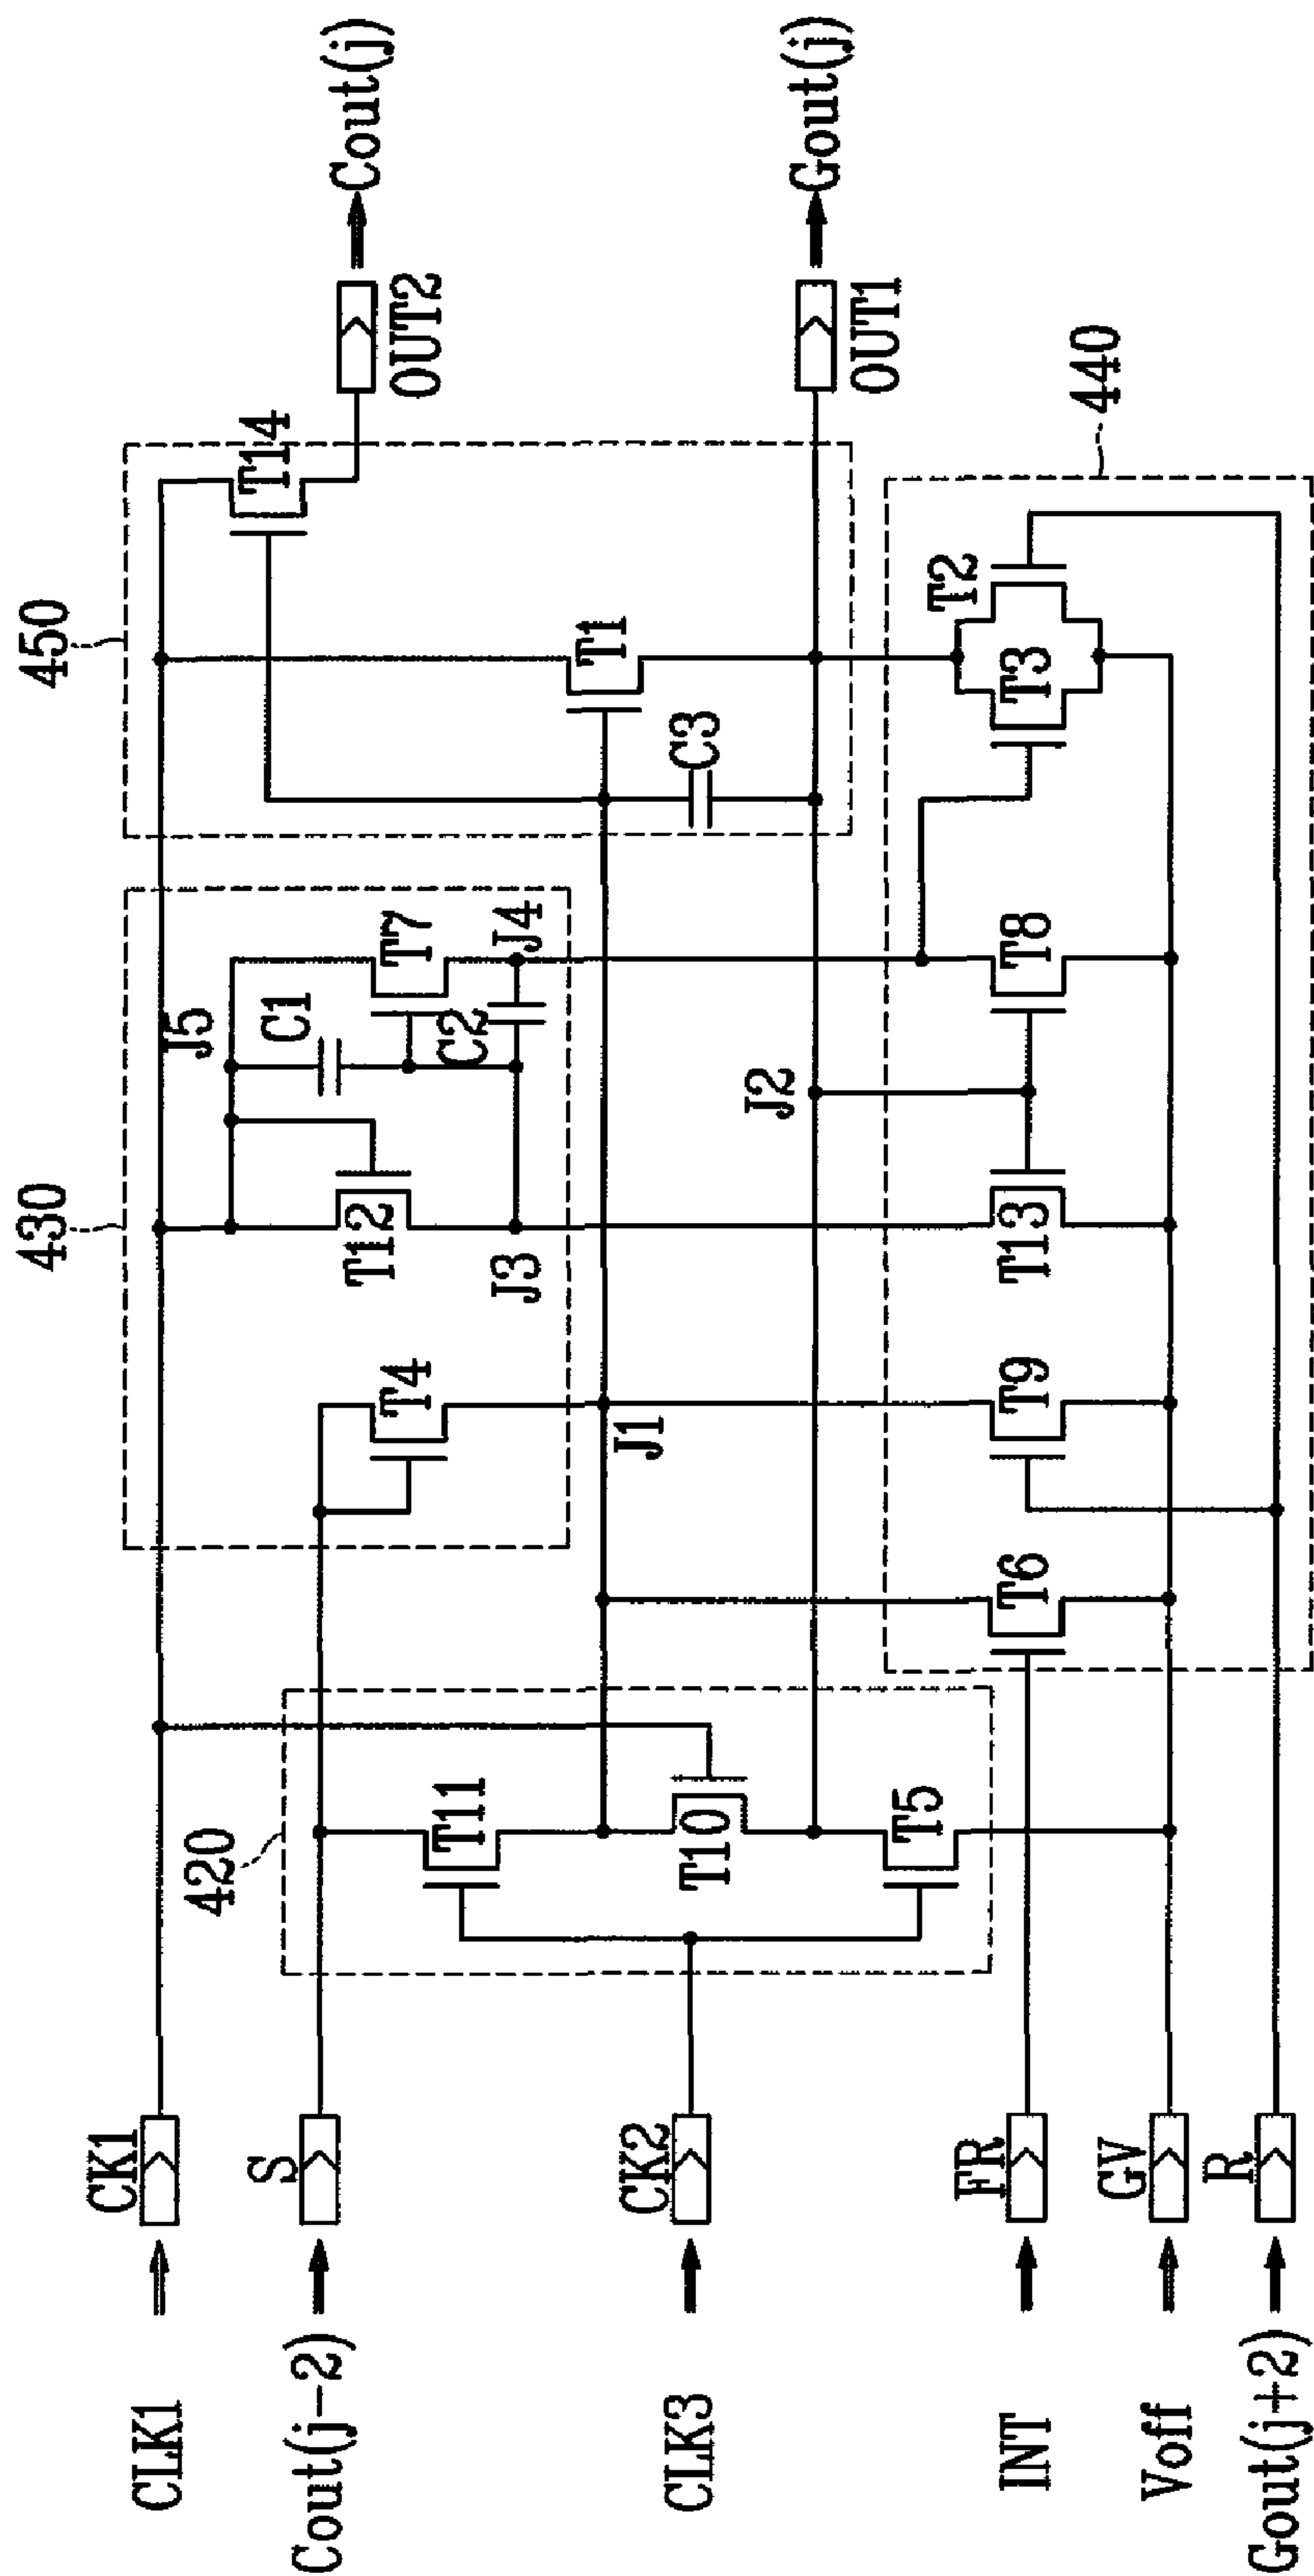 CLK1
CK1
Cout(j-2)
S
CLK3
CK2
INT
FR
Voff
GV
Gout(j+2)
R
420
T11
T10
T5
430
T4
T12
J3
J5
C1
T7
C2
J4
J1
J2
450
T14
T1
C3
440
T6
T9
T13
T8
T3
T2
OUT2
Cout(j)
OUT1
Gout(j)